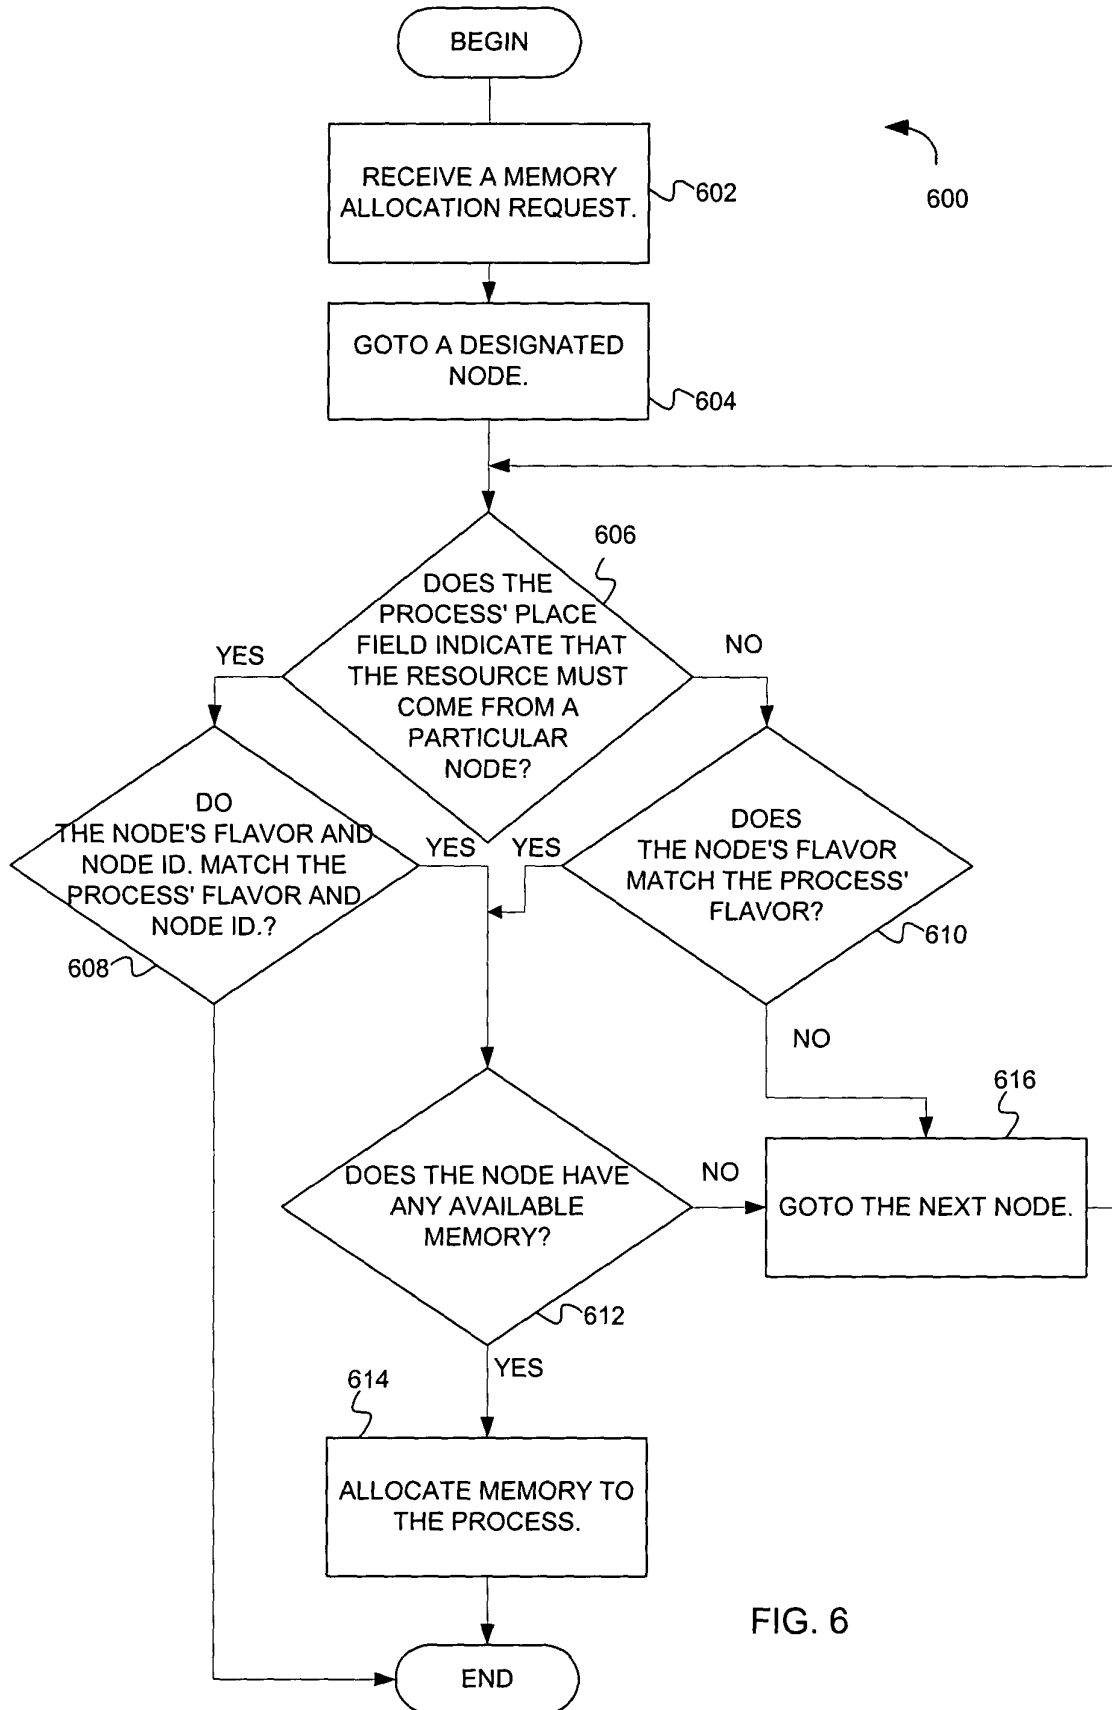 BEGIN
RECEIVE A MEMORY
ALLOCATION REQUEST.
602
600
GOTO A DESIGNATED
NODE.
604
606
DOES THE
PROCESS' PLACE
FIELD INDICATE THAT
THE RESOURCE MUST
COME FROM A
PARTICULAR
NODE?
YES
NO
DO
THE NODE'S FLAVOR AND
NODE ID. MATCH THE
PROCESS' FLAVOR AND
NODE ID.?
608
YES
YES
DOES
THE NODE'S FLAVOR
MATCH THE PROCESS'
FLAVOR?
610
NO
616
DOES THE NODE HAVE
ANY AVAILABLE
MEMORY?
NO
GOTO THE NEXT NODE.
612
YES
614
ALLOCATE MEMORY TO
THE PROCESS.
FIG. 6
END